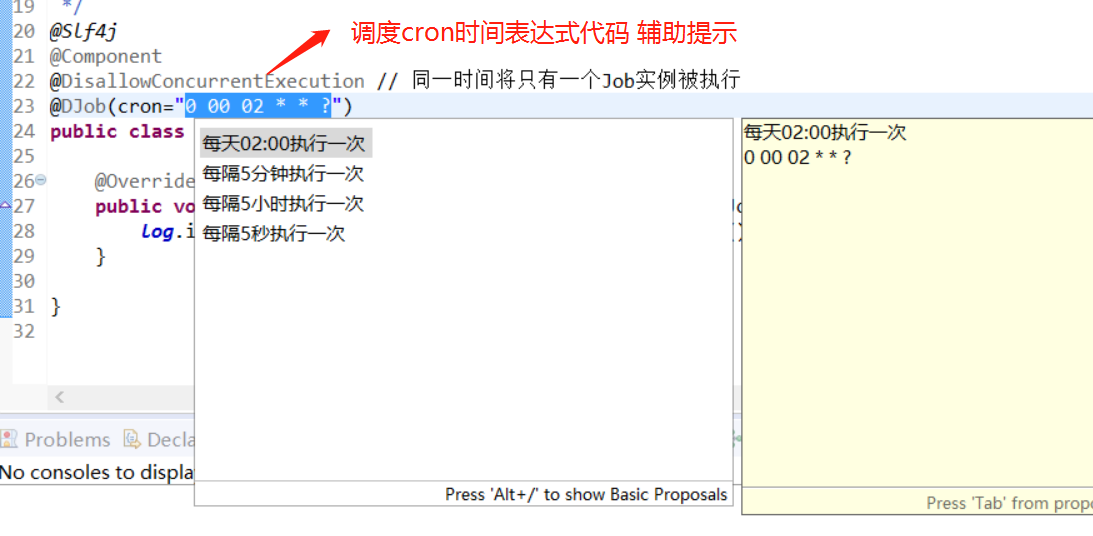 19 */
20 @Slf4j
调度cron时间表达式代码 辅助提示
21 @Component
22 @DisallowConcurrentExecution // 同一时间将只有一个Job实例被执行
23 @DJob(cron="0 00 02 * * ?")
24 public class
每天02:00执行一次
每天02:00执行一次
25
0 00 02 * * ?
每隔5分钟执行一次
26 @Override
27 public vo
每隔5小时执行一次
28 log.i
每隔5秒执行一次
29 }
30
31 }
32
Problems Decla
No consoles to displa
Press 'Alt+/' to show Basic Proposals
Press 'Tab' from propo